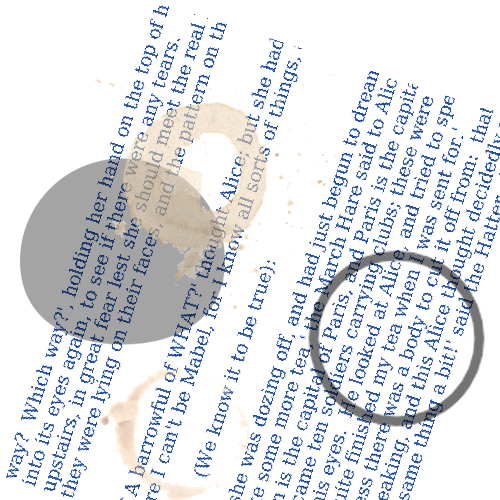 way? Which way?', holding her hand on the top of h
into its eyes again, to see if there were any tears.
upstairs, in great fear lest she should meet the real
they were lying on their faces, and the pattern on th
A barrowful of WHAT?' thought Alice; but she had
re I can't be Mabel, for I know all sorts of things,
(We know it to be true):
she was dozing off, and had just begun to drean
e some more tea,' the March Hare said to Alic
n is the capital of Paris, and Paris is the capita
came ten soldiers carrying clubs; these were
its eyes. He looked at Alice, and tried to spe
uite finished my tea when I was sent for.'
ess there was a body to cut it off from: that
eaking, and this Alice thought decidedly
ame thing a bit!' said the Hatter.